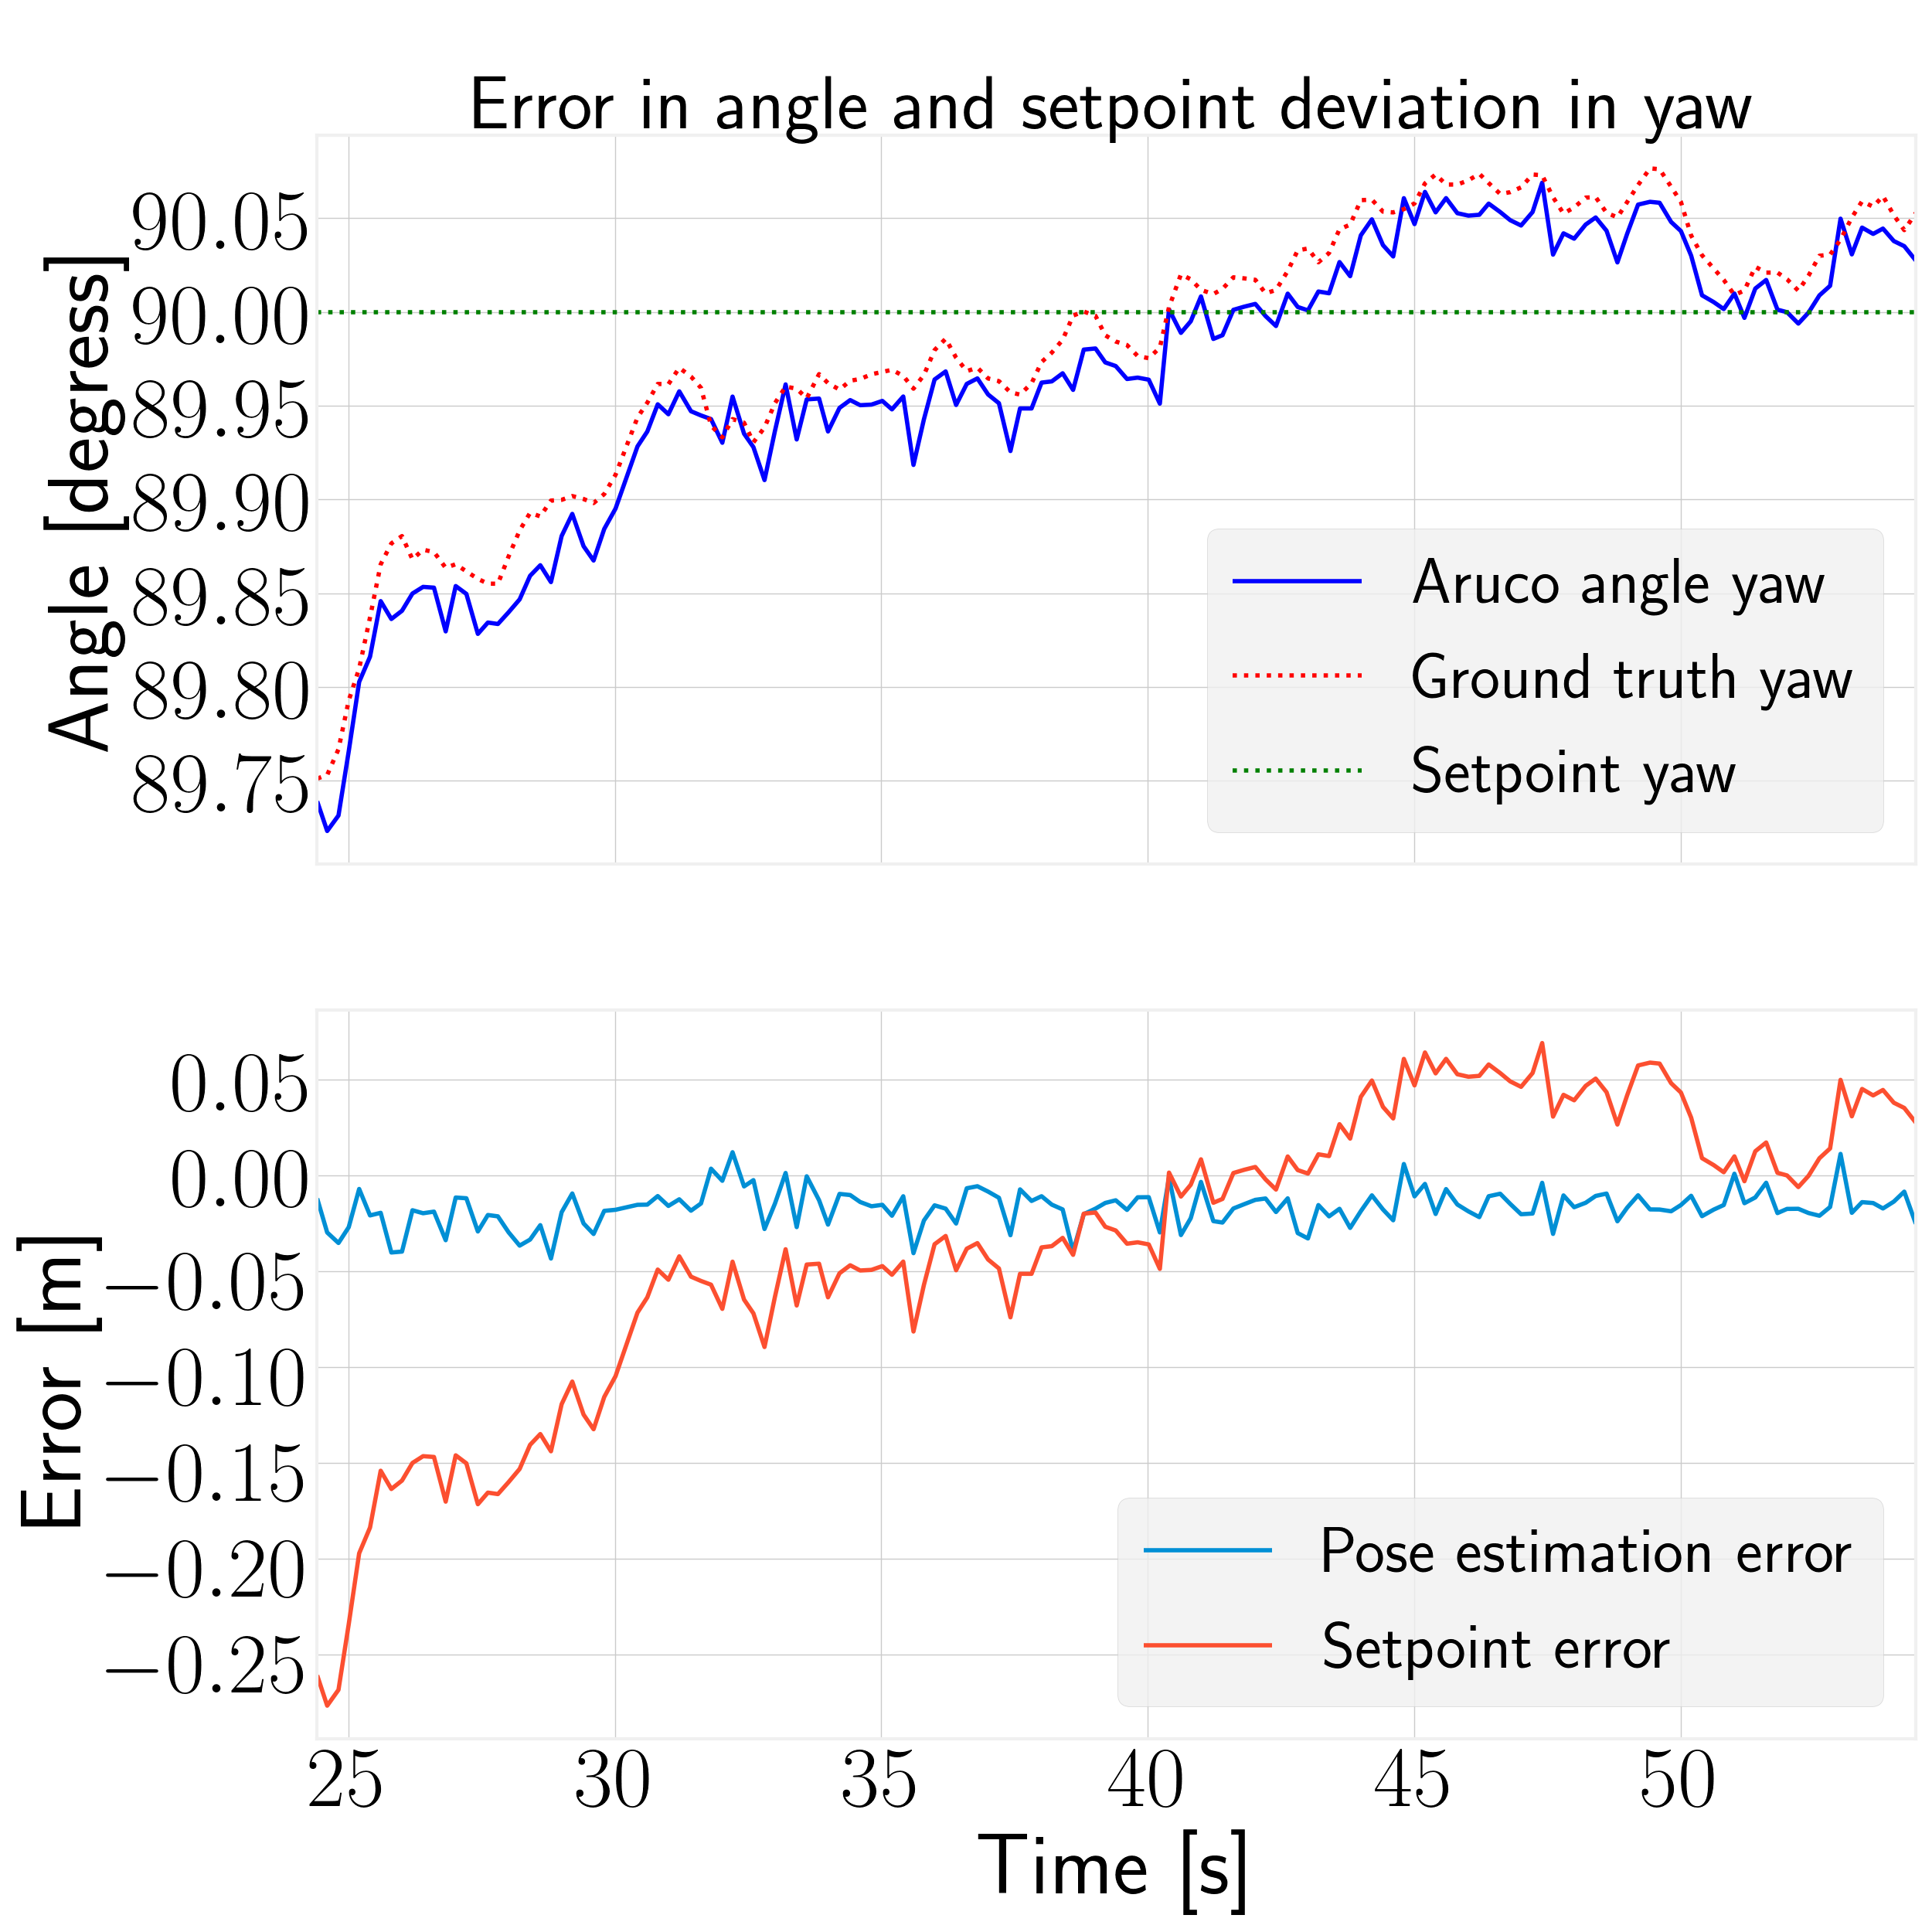 Error in angle and setpoint deviation in yaw
Angle [degress]
90.05
90.00
89.95
89.90
89.85
89.80
89.75
Aruco angle yaw
Ground truth yaw
Setpoint yaw
Error [m]
0.05
0.00
−0.05
−0.10
−0.15
−0.20
−0.25
Pose estimation error
Setpoint error
25 30 35 40 45 50
Time [s]